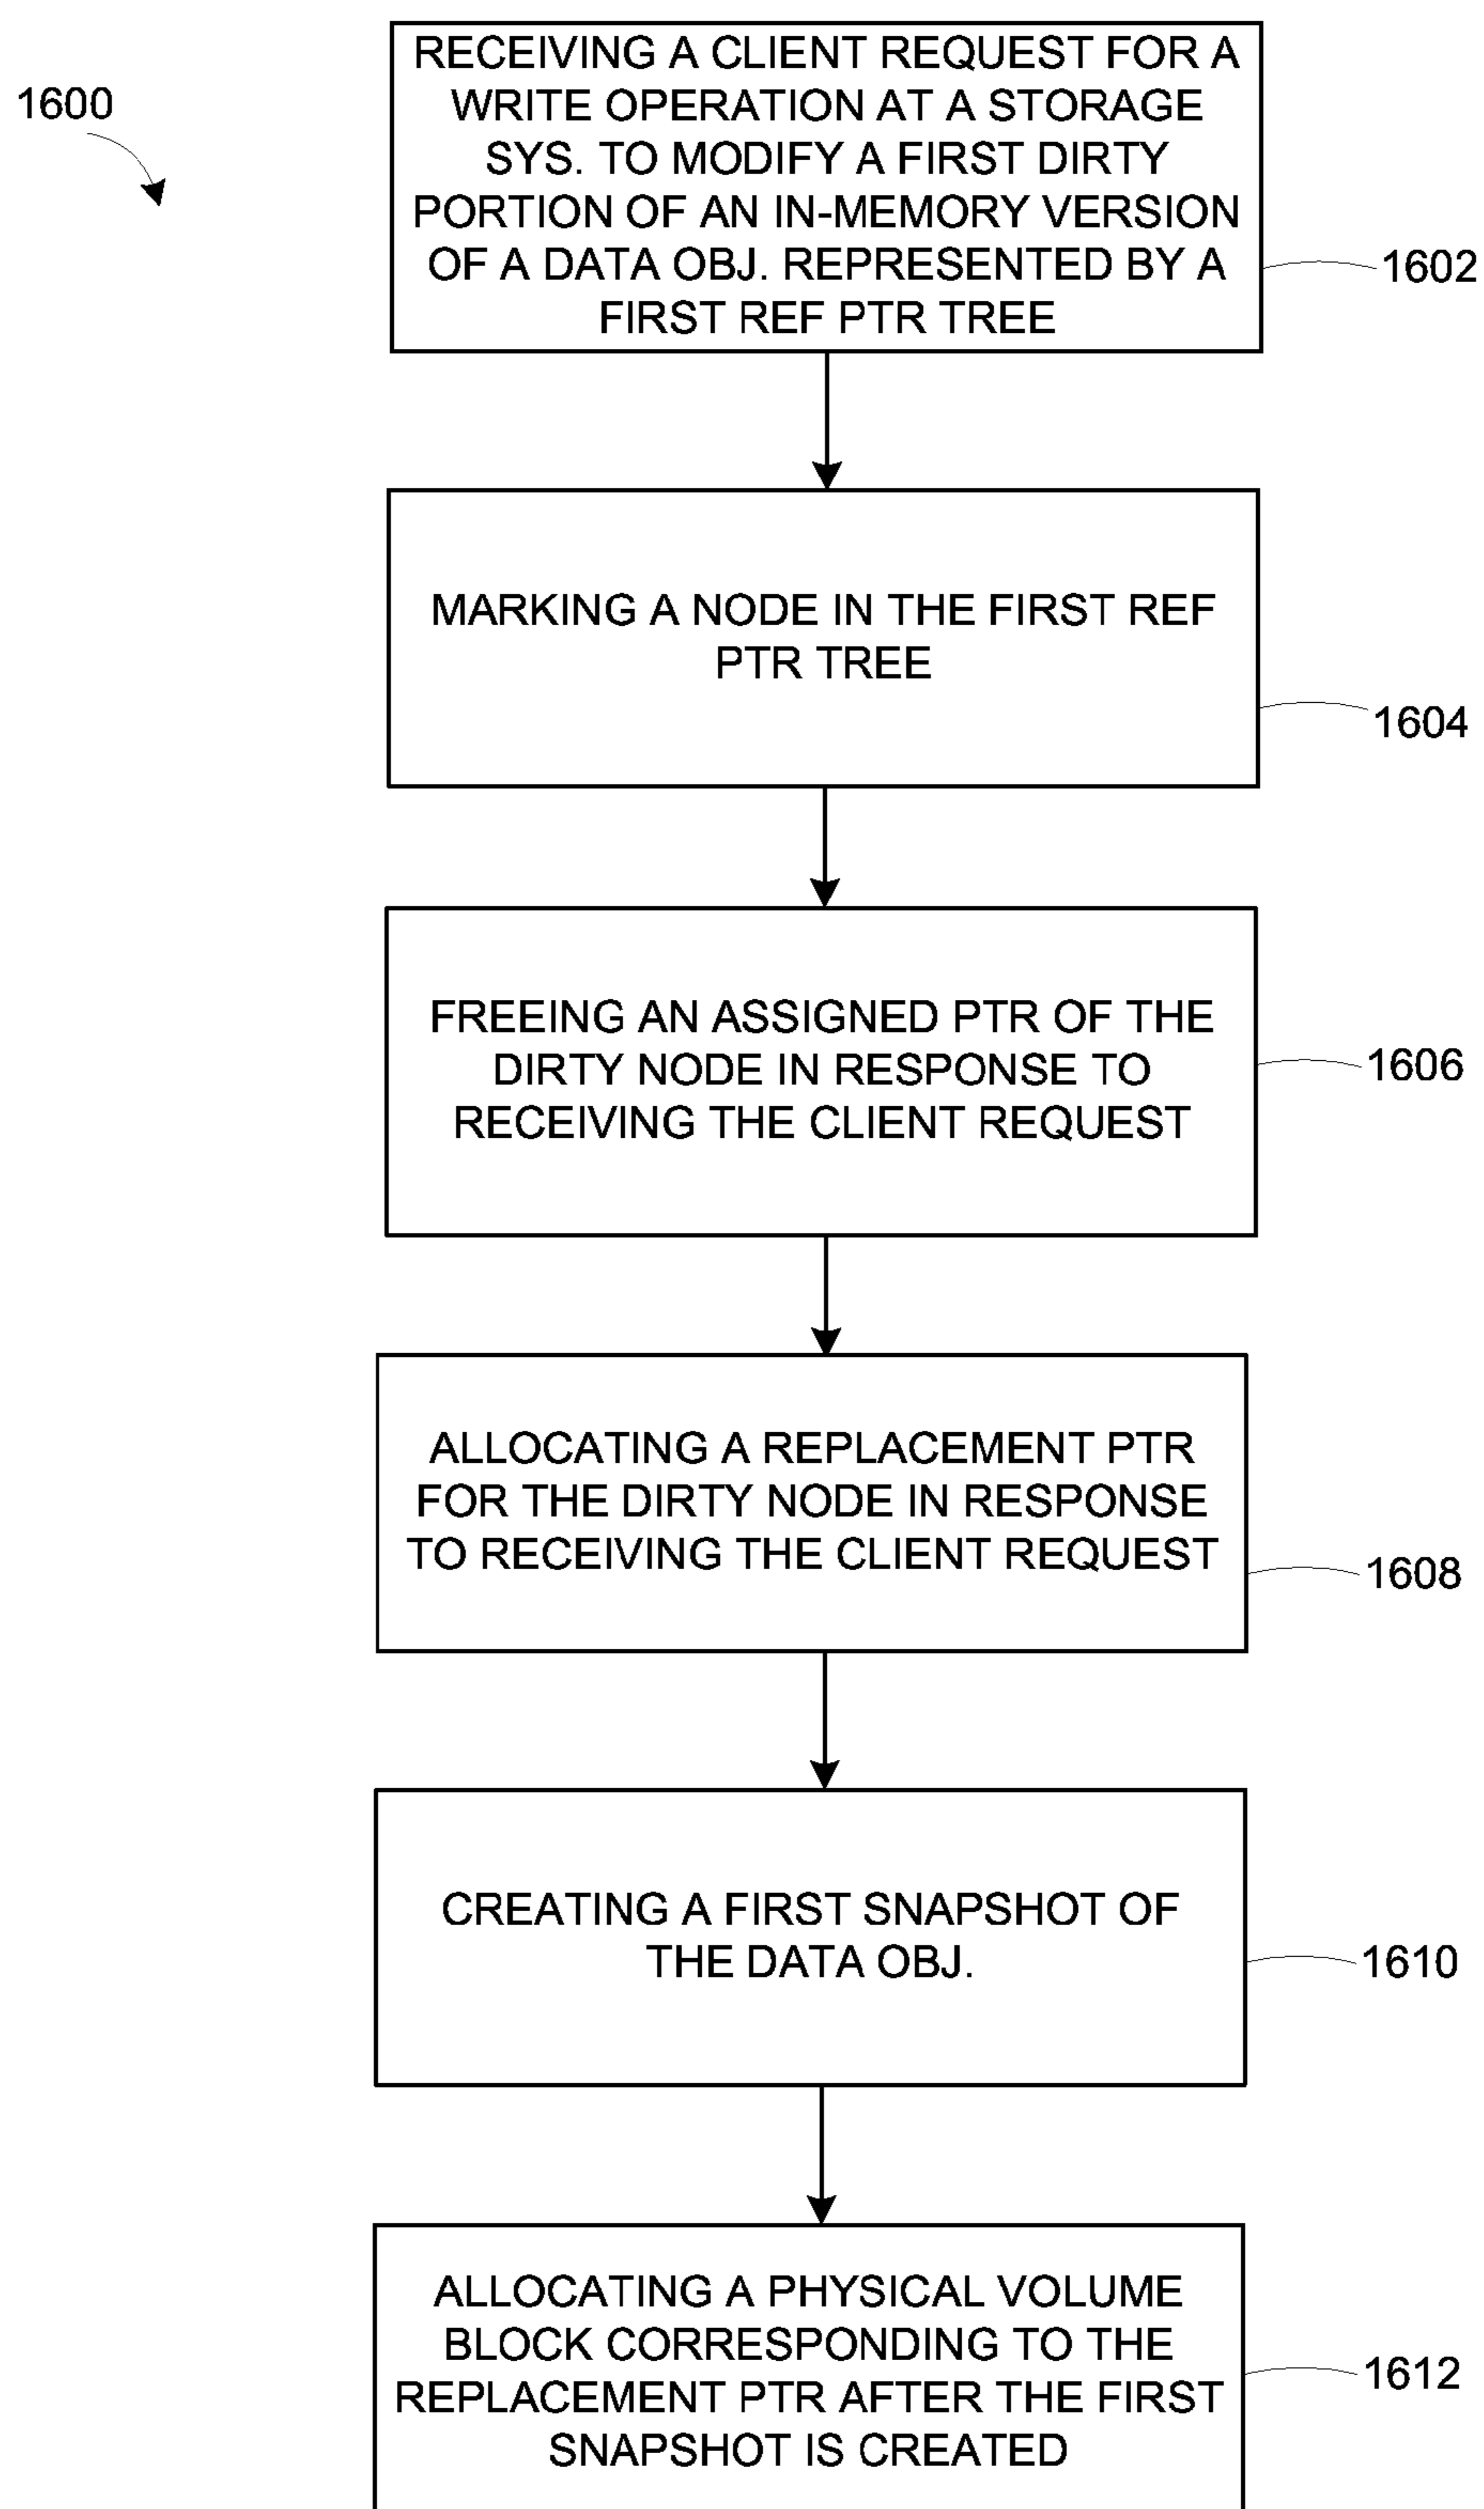 1600
RECEIVING A CLIENT REQUEST FOR A
WRITE OPERATION AT A STORAGE
SYS. TO MODIFY A FIRST DIRTY
PORTION OF AN IN-MEMORY VERSION
OF A DATA OBJ. REPRESENTED BY A
FIRST REF PTR TREE
1602
MARKING A NODE IN THE FIRST REF
PTR TREE
1604
FREEING AN ASSIGNED PTR OF THE
DIRTY NODE IN RESPONSE TO
RECEIVING THE CLIENT REQUEST
1606
ALLOCATING A REPLACEMENT PTR
FOR THE DIRTY NODE IN RESPONSE
TO RECEIVING THE CLIENT REQUEST
1608
CREATING A FIRST SNAPSHOT OF
THE DATA OBJ.
1610
ALLOCATING A PHYSICAL VOLUME
BLOCK CORRESPONDING TO THE
REPLACEMENT PTR AFTER THE FIRST
SNAPSHOT IS CREATED
1612